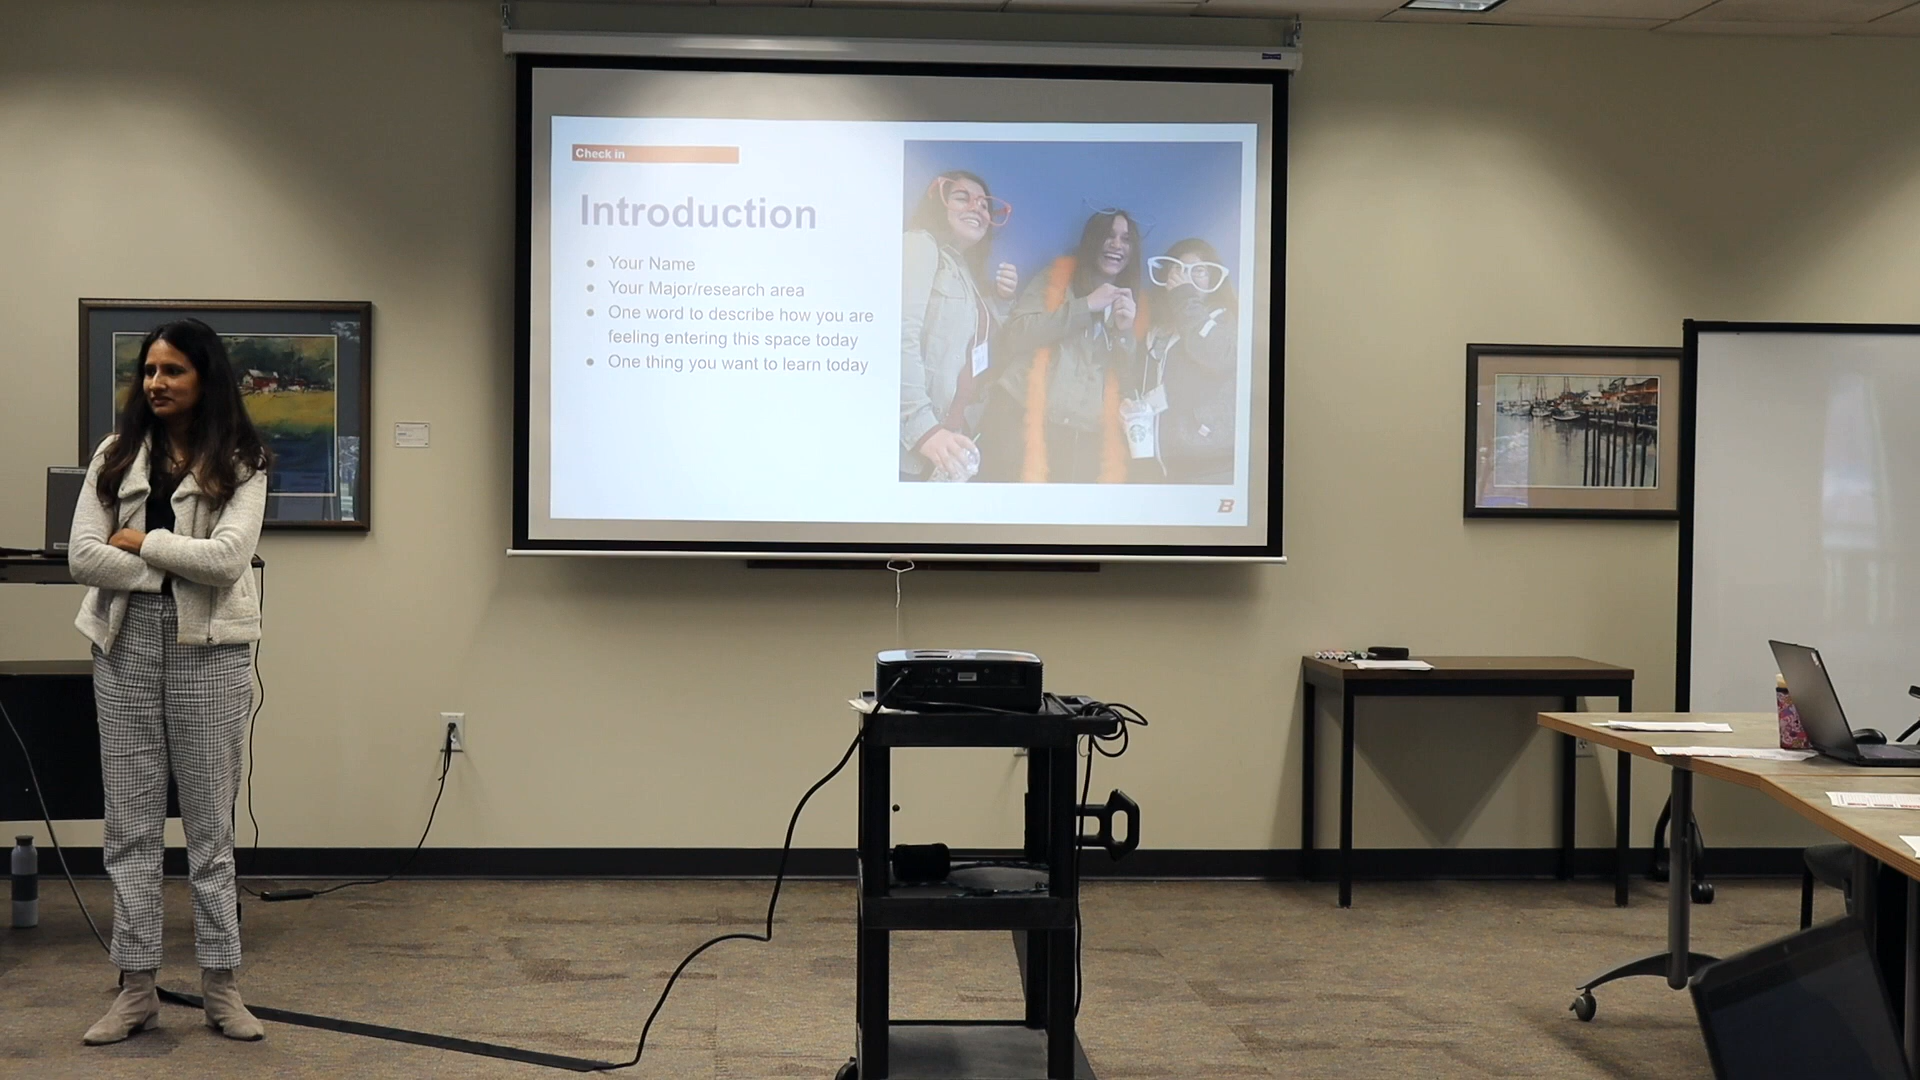 Check in
Introduction
● Your Name
● Your Major/research area
● One word to describe how you are
feeling entering this space today
● One thing you want to learn today
B